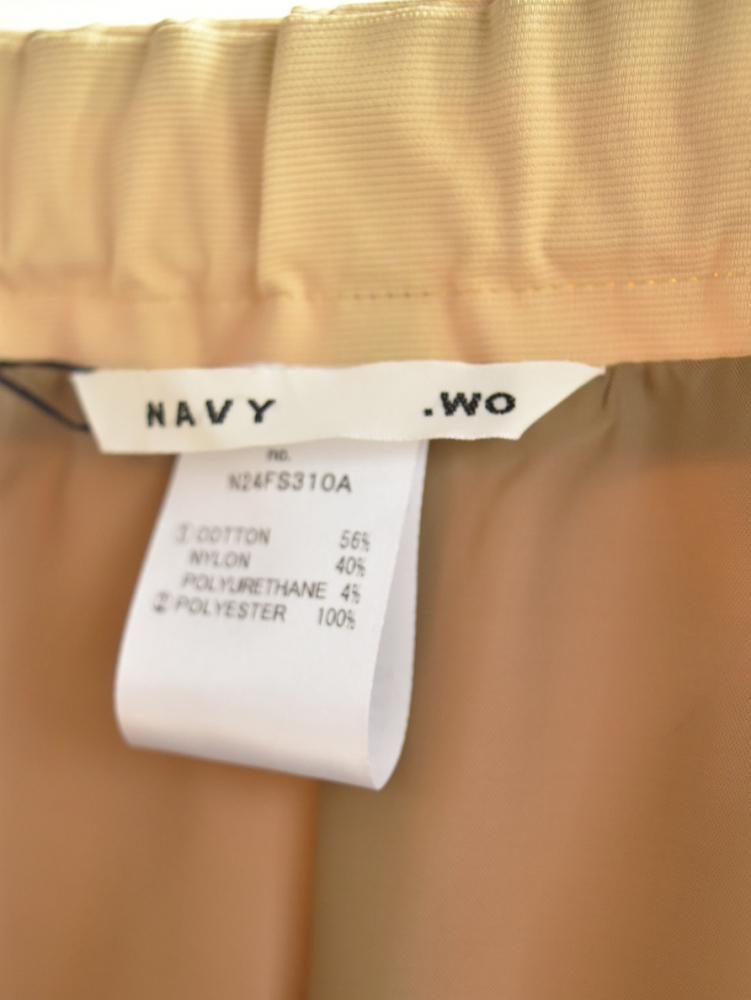 NAVY .WO
no.
N24FS310A
① COTTON 56%
NYLON 40%
POLYURETHANE 4%
② POLYESTER 100%